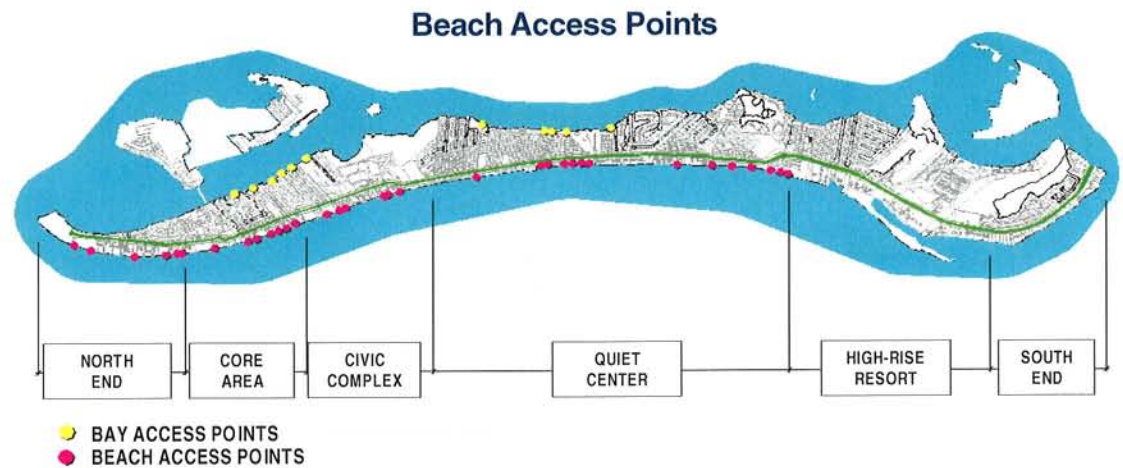 Beach Access Points
NORTH
END
CORE
AREA
CIVIC
COMPLEX
QUIET
CENTER
HIGH-RISE
RESORT
SOUTH
END
BAY ACCESS POINTS
BEACH ACCESS POINTS